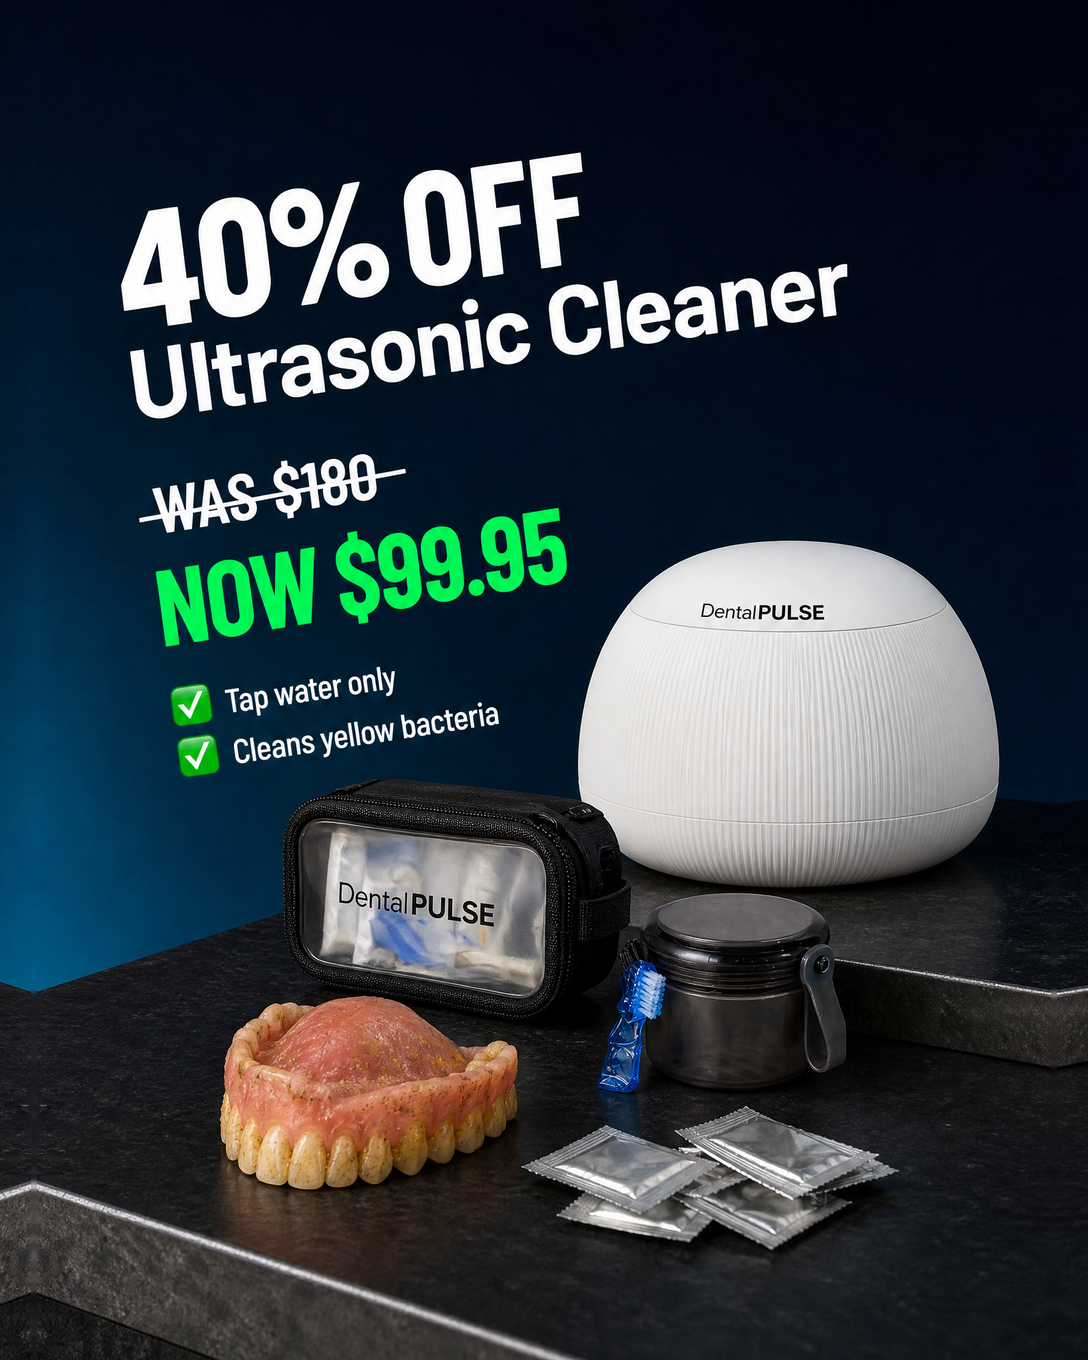 40% OFF
Ultrasonic Cleaner
WAS $180
NOW $99.95
✅ Tap water only
✅ Cleans yellow bacteria
DentalPULSE
DentalPULSE